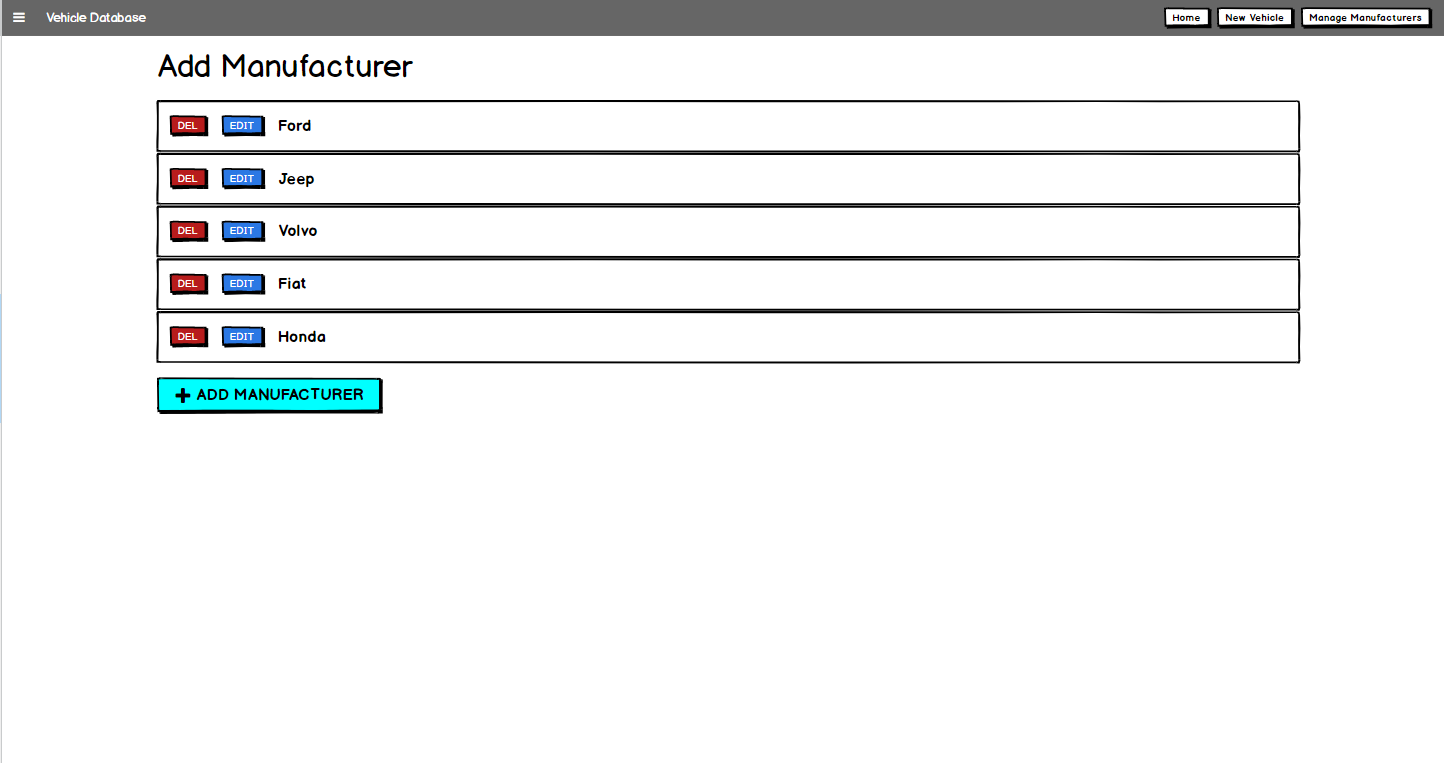 Vehicle Database Home New Vehicle Manage Manufacturers
Add Manufacturer
DEL EDIT Ford
DEL EDIT Jeep
DEL EDIT Volvo
DEL EDIT Fiat
DEL EDIT Honda
ADD MANUFACTURER